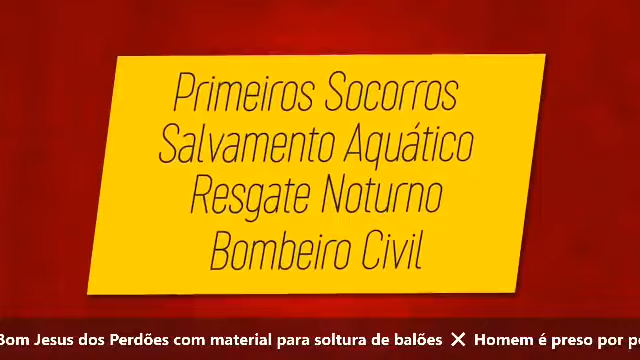 Primeiros Socorros
Salvamento Aquático
Resgate Noturno
Bombeiro Civil
Bom Jesus dos Perdões com material para soltura de balões ✕ Homem é preso por